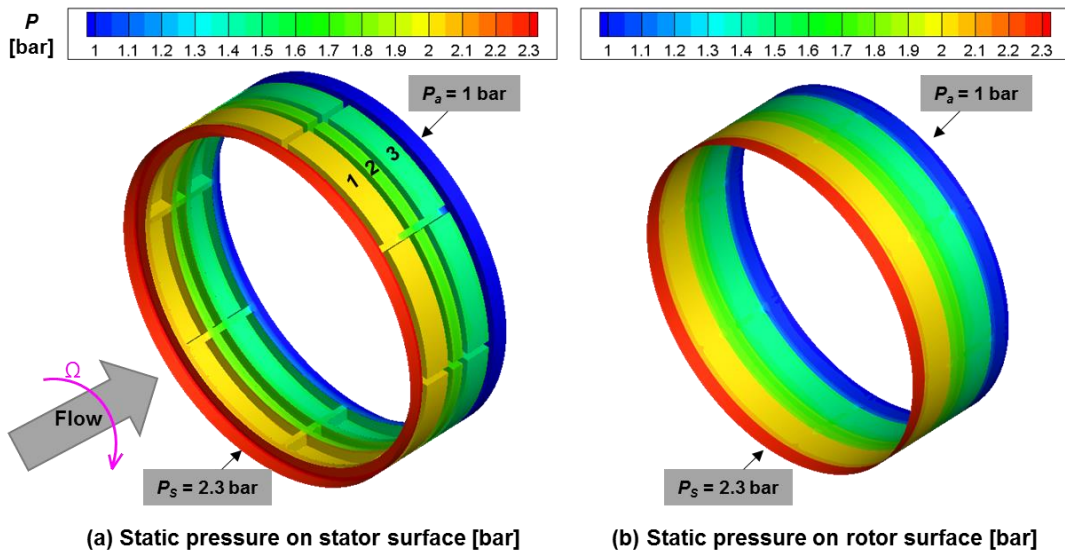 P
[bar]
1 1.1 1.2 1.3 1.4 1.5 1.6 1.7 1.8 1.9 2 2.1 2.2 2.3
1 1.1 1.2 1.3 1.4 1.5 1.6 1.7 1.8 1.9 2 2.1 2.2 2.3
Pa = 1 bar
Pa = 1 bar
1 2 3
Ω
Flow
PS = 2.3 bar
PS = 2.3 bar
(a) Static pressure on stator surface [bar]
(b) Static pressure on rotor surface [bar]